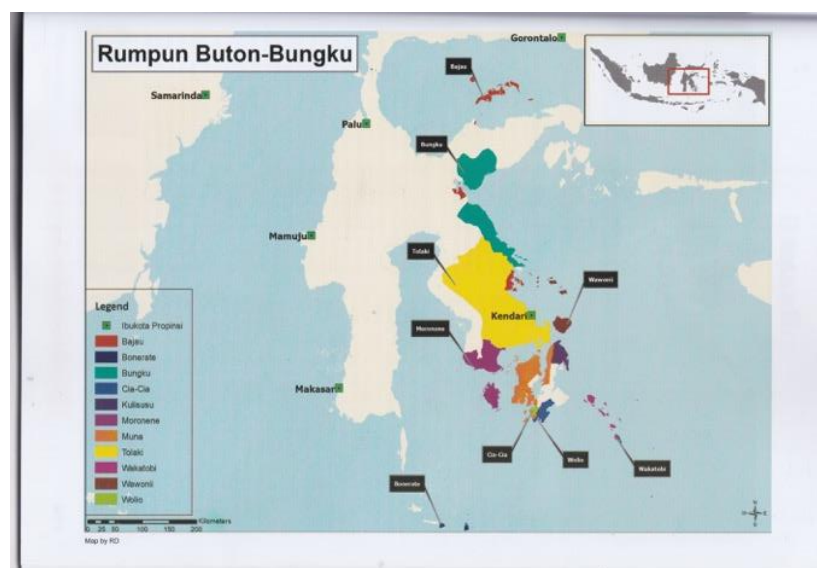 Rumpun Buton-Bungku
Gorontalo
Bajau
Samarinda
Palu
Bungku
Mamuju
Tolaki
Wawonii
Kendari
Moronene
Makasar
Cia-Cia
Wolio
Wakatobi
Bonerate
Legend
Ibukota Propinsi
Bajau
Bonerate
Bungku
Cia-Cia
Kulisusu
Moronene
Muna
Tolaki
Wakatobi
Wawonii
Wolio
Kilometers
0 25 50 100 150 200
Map by RD